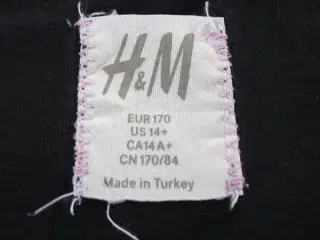 H&M
EUR 170
US 14+
CA14 A+
CN 170/84
Made in Turkey